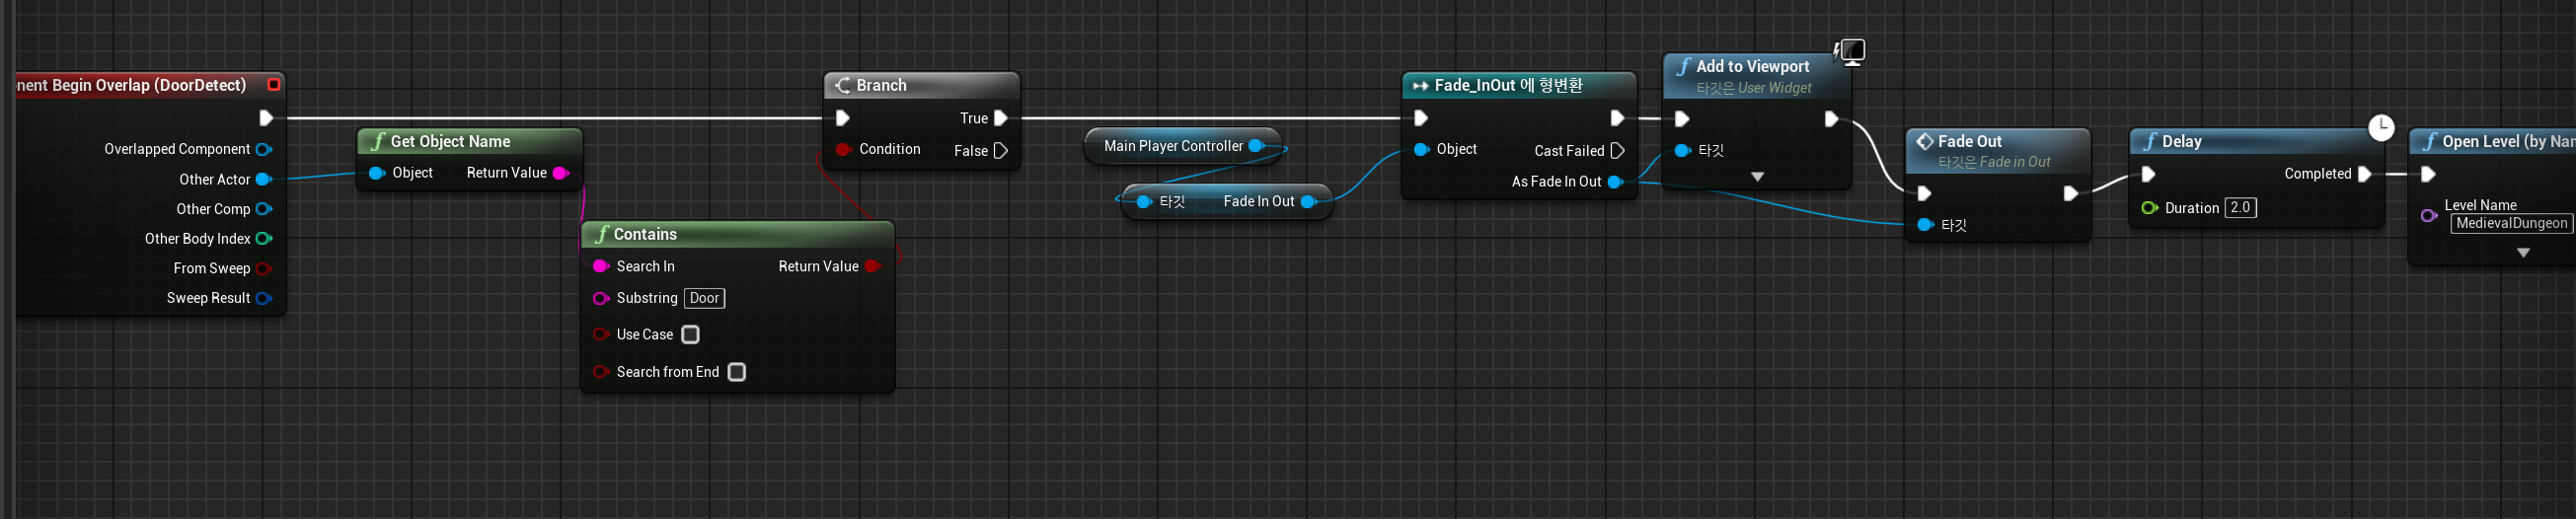 nent Begin Overlap (DoorDetect)
Overlapped Component
Other Actor
Other Comp
Other Body Index
From Sweep
Sweep Result
Get Object Name
Object
Return Value
Contains
Search In
Return Value
Substring Door
Use Case
Search from End
Branch
True
Condition
False
Main Player Controller
타깃
Fade In Out
Fade_InOut 에 형변환
Object
Cast Failed
As Fade In Out
Add to Viewport
타깃은 User Widget
타깃
Fade Out
타깃은 Fade in Out
타깃
Delay
Completed
Duration 2.0
Open Level (by Nan
Level Name
MedievalDungeon